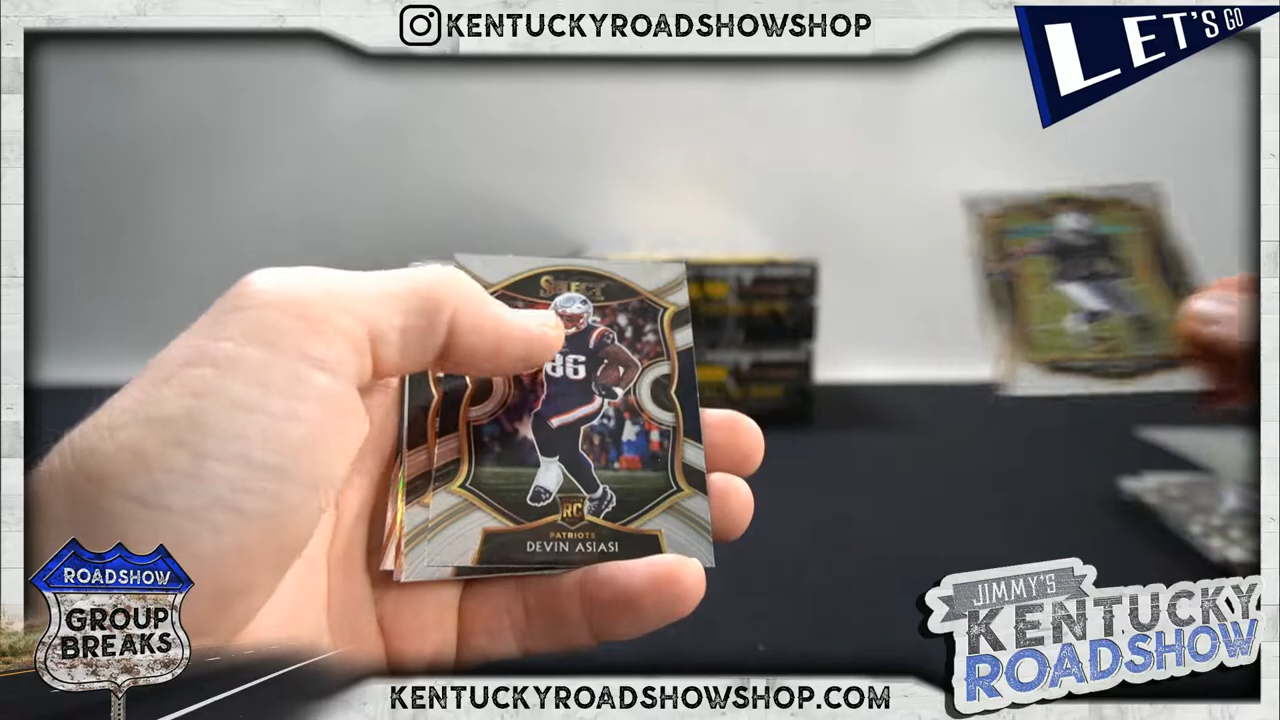 KENTUCKYROADSHOWSHOP
LET'S GO
SELECT
86
RC
PATRIOTS
DEVIN ASIASI
ROADSHOW
GROUP
BREAKS
JIMMY'S
KENTUCKY
ROADSHOW
KENTUCKYROADSHOWSHOP.COM